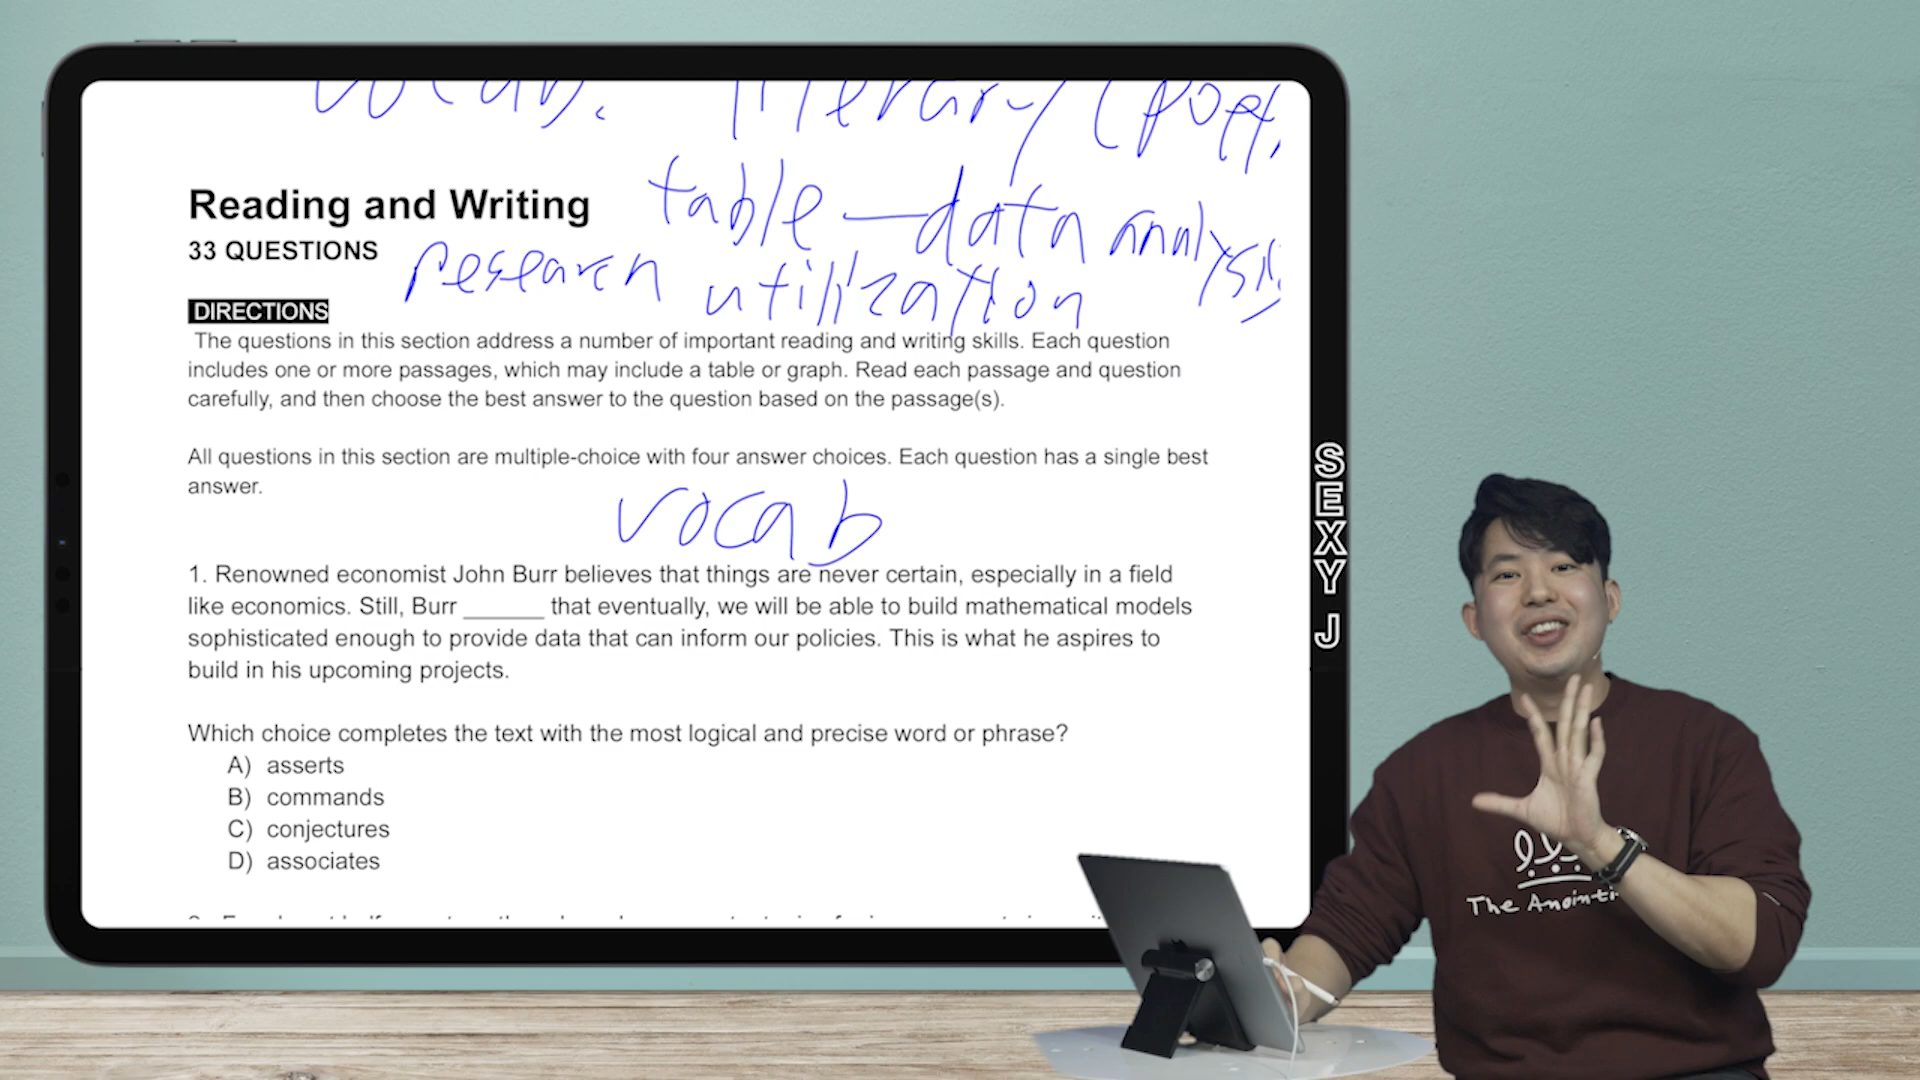 vocab. literary (poet,
table — data analysis
Reading and Writing
33 QUESTIONS
research utilization
DIRECTIONS
The questions in this section address a number of important reading and writing skills. Each question
includes one or more passages, which may include a table or graph. Read each passage and question
carefully, and then choose the best answer to the question based on the passage(s).
All questions in this section are multiple-choice with four answer choices. Each question has a single best
answer.
vocab
1. Renowned economist John Burr believes that things are never certain, especially in a field
like economics. Still, Burr _______ that eventually, we will be able to build mathematical models
sophisticated enough to provide data that can inform our policies. This is what he aspires to
build in his upcoming projects.
Which choice completes the text with the most logical and precise word or phrase?
A) asserts
B) commands
C) conjectures
D) associates
SEXY J
The Anointi